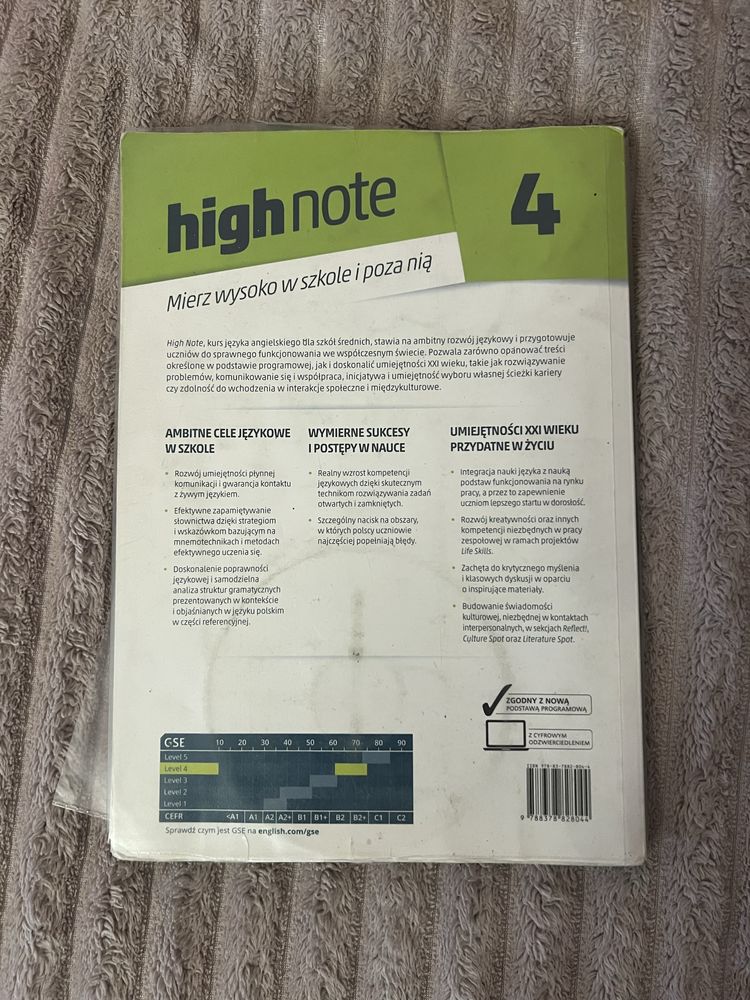 high note
4
Mierz wysoko w szkole i poza nią
High Note, kurs języka angielskiego dla szkół średnich, stawia na ambitny rozwój językowy i przygotowuje
uczniów do sprawnego funkcjonowania we współczesnym świecie. Pozwala zarówno opanować treści
określone w podstawie programowej, jak i doskonalić umiejętności XXI wieku, takie jak rozwiązywanie
problemów, komunikowanie się i współpraca, inicjatywa i umiejętność wyboru własnej ścieżki kariery
czy zdolność do wchodzenia w interakcje społeczne i międzykulturowe.
AMBITNE CELE JĘZYKOWE
W SZKOLE
• Rozwój umiejętności płynnej
komunikacji i gwarancja kontaktu
z żywym językiem.
• Efektywne zapamiętywanie
słownictwa dzięki strategiom
i wskazówkom bazującym na
mnemotechnikach i metodach
efektywnego uczenia się.
• Doskonalenie poprawności
językowej i samodzielna
analiza struktur gramatycznych
prezentowanych w kontekście
i objaśnianych w języku polskim
w części referencyjnej.
WYMIERNE SUKCESY
I POSTĘPY W NAUCE
• Realny wzrost kompetencji
językowych dzięki skutecznym
technikom rozwiązywania zadań
otwartych i zamkniętych.
• Szczególny nacisk na obszary,
w których polscy uczniowie
najczęściej popełniają błędy.
UMIEJĘTNOŚCI XXI WIEKU
PRZYDATNE W ŻYCIU
• Integracja nauki języka z nauką
podstaw funkcjonowania na rynku
pracy, a przez to zapewnienie
uczniom lepszego startu w dorosłość.
• Rozwój kreatywności oraz innych
kompetencji niezbędnych w pracy
zespołowej w ramach projektów
Life Skills.
• Zachęta do krytycznego myślenia
i klasowych dyskusji w oparciu
o inspirujące materiały.
• Budowanie świadomości
kulturowej, niezbędnej w kontaktach
interpersonalnych, w sekcjach Reflect!,
Culture Spot oraz Literature Spot.
ZGODNY Z NOWĄ
PODSTAWĄ PROGRAMOWĄ
Z CYFROWYM
ODZWIERCIEDLENIEM
GSE 10 20 30 40 50 60 70 80 90
Level 5
Level 4
Level 3
Level 2
Level 1
CEFR <A1 A1 A2 A2+ B1 B1+ B2 B2+ C1 C2
Sprawdź czym jest GSE na english.com/gse
ISBN 978-83-7882-804-4
9 788378 828044